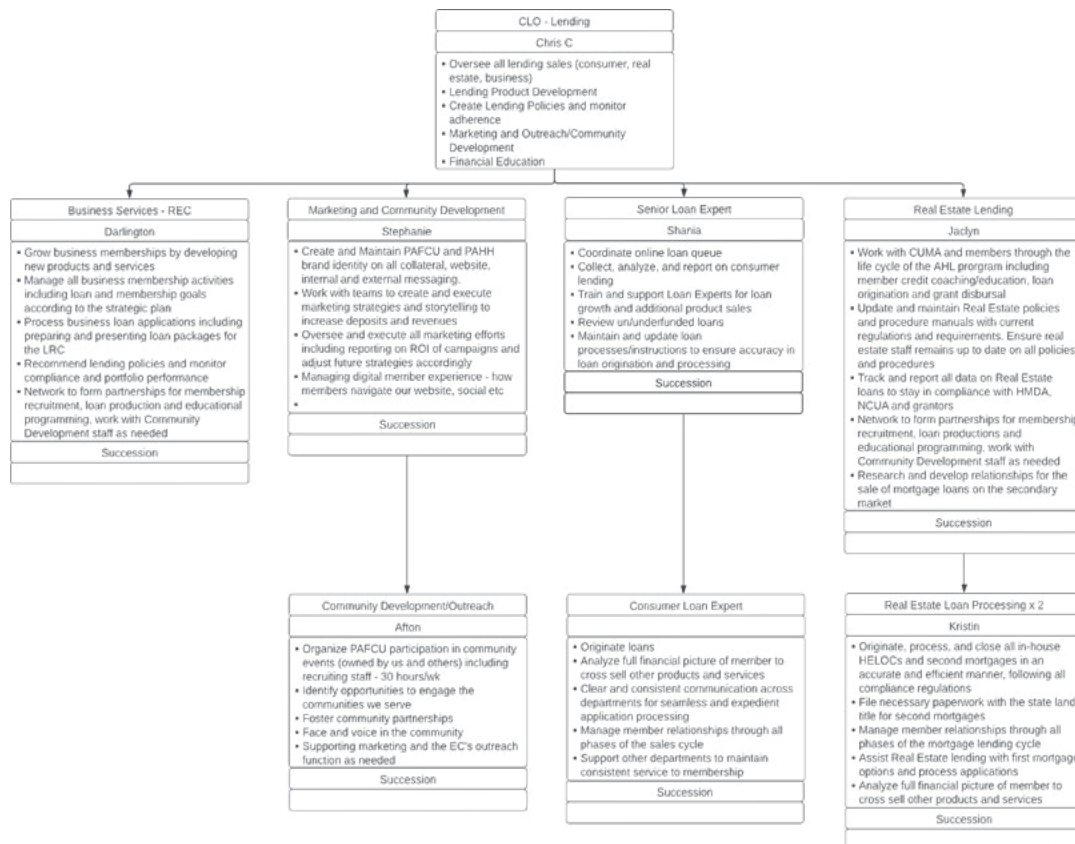 CLO - Lending
Chris C
• Oversee all lending sales (consumer, real
estate, business)
• Lending Product Development
• Create Lending Policies and monitor
adherence
• Marketing and Outreach/Community
Development
• Financial Education
Business Services - REC
Darlington
• Grow business memberships by developing
new products and services
• Manage all business membership activities
including loan and membership goals
according to the strategic plan
• Process business loan applications including
preparing and presenting loan packages for
the LRC
• Recommend lending policies and monitor
compliance and portfolio performance
• Network to form partnerships for membership
recruitment, loan production and educational
programming, work with Community
Development staff as needed
Succession
Marketing and Community Development
Stephanie
• Create and Maintain PAFCU and PAHH
brand identity on all collateral, website,
internal and external messaging.
• Work with teams to create and execute
marketing strategies and storytelling to
increase deposits and revenues
• Oversee and execute all marketing efforts
including reporting on ROI of campaigns and
adjust future strategies accordingly
• Managing digital member experience - how
members navigate our website, social etc
•
Succession
Senior Loan Expert
Shania
• Coordinate online loan queue
• Collect, analyze, and report on consumer
lending
• Train and support Loan Experts for loan
growth and additional product sales
• Review un/underfunded loans
• Maintain and update loan
processes/instructions to ensure accuracy in
loan origination and processing
Succession
Real Estate Lending
Jaclyn
• Work with CUMA and members through the
life cycle of the AHL prorgram including
member credit coaching/education, loan
origination and grant disbursal
• Update and maintain Real Estate policies
and procedure manuals with current
regulations and requirements. Ensure real
estate staff remains up to date on all policies
and procedures
• Track and report all data on Real Estate
loans to stay in compliance with HMDA,
NCUA and grantors
• Network to form partnerships for membership
recruitment, loan productions and
educational programming, work with
Community Development staff as needed
• Research and develop relationships for the
sale of mortgage loans on the secondary
market
Succession
Community Development/Outreach
Afton
• Organize PAFCU participation in community
events (owned by us and others) including
recruiting staff - 30 hours/wk
• Identify opportunities to engage the
communities we serve
• Foster community partnerships
• Face and voice in the community
• Supporting marketing and the EC's outreach
function as needed
Succession
Consumer Loan Expert
• Originate loans
• Analyze full financial picture of member to
cross sell other products and services
• Clear and consistent communication across
departments for seamless and expedient
application processing
• Manage member relationships through all
phases of the sales cycle
• Support other departments to maintain
consistent service to membership
Succession
Real Estate Loan Processing x 2
Kristin
• Originate, process, and close all in-house
HELOCs and second mortgages in an
accurate and efficient manner, following all
compliance regulations
• File necessary paperwork with the state land
title for second mortgages
• Manage member relationships through all
phases of the mortgage lending cycle
• Assist Real Estate lending with first mortgage
options and process applications
• Analyze full financial picture of member to
cross sell other products and services
Succession